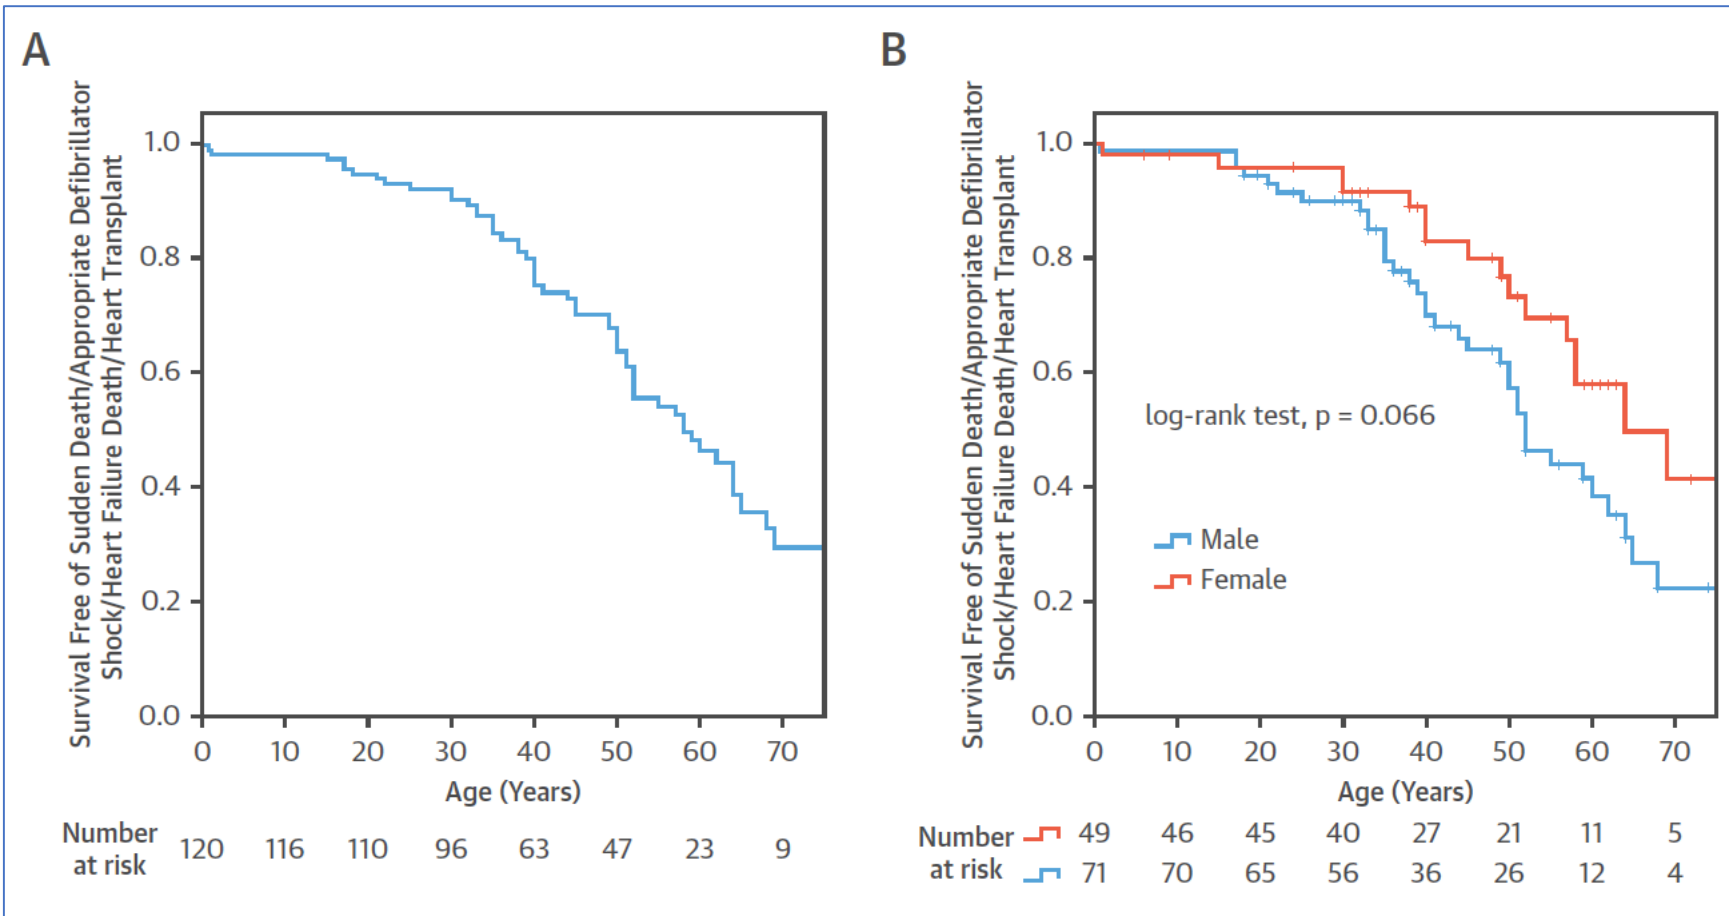 A
Survival Free of Sudden Death/Appropriate Defibrillator
Shock/Heart Failure Death/Heart Transplant
1.0
0.8
0.6
0.4
0.2
0.0
0 10 20 30 40 50 60 70
Age (Years)
Number
at risk
120 116 110 96 63 47 23 9
B
Survival Free of Sudden Death/Appropriate Defibrillator
Shock/Heart Failure Death/Heart Transplant
1.0
0.8
0.6
0.4
0.2
0.0
log-rank test, p = 0.066
Male
Female
0 10 20 30 40 50 60 70
Age (Years)
Number
at risk
49 46 45 40 27 21 11 5
71 70 65 56 36 26 12 4